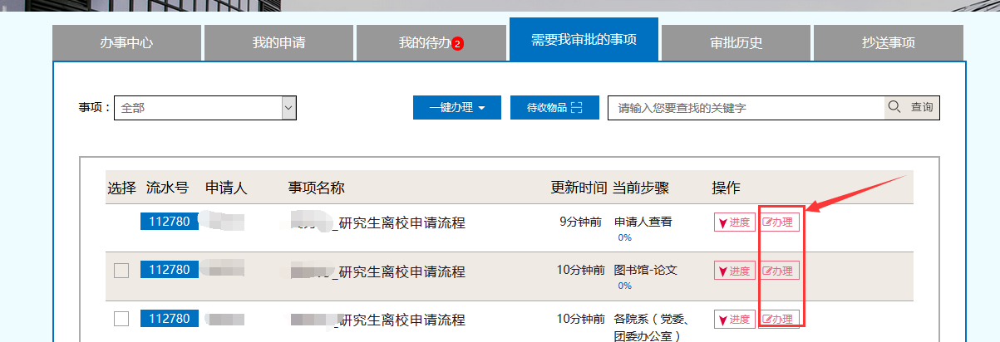 办事中心 我的申请 我的待办 2 需要我审批的事项 审批历史 抄送事项
事项： 全部 一键办理 待收物品 请输入您要查找的关键字 查询
选择 流水号 申请人 事项名称 更新时间 当前步骤 操作
112780 _研究生离校申请流程 9分钟前 申请人查看 进度 办理
0%
112780 _研究生离校申请流程 10分钟前 图书馆-论文 进度 办理
0%
112780 _研究生离校申请流程 10分钟前 各院系（党委、 进度 办理
团委办公室）